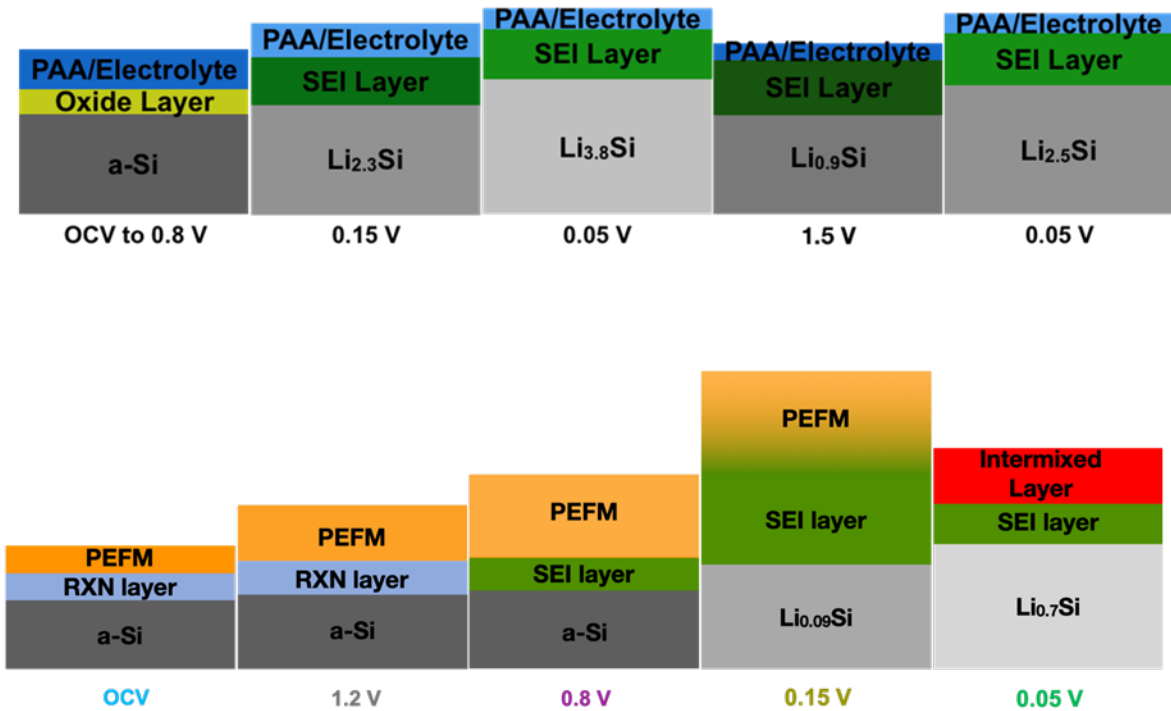 PAA/Electrolyte
Oxide Layer
a-Si
OCV to 0.8 V
PAA/Electrolyte
SEI Layer
Li₂.₃Si
0.15 V
PAA/Electrolyte
SEI Layer
Li₃.₈Si
0.05 V
PAA/Electrolyte
SEI Layer
Li₀.₉Si
1.5 V
PAA/Electrolyte
SEI Layer
Li₂.₅Si
0.05 V
PEFM
RXN layer
a-Si
OCV
PEFM
RXN layer
a-Si
1.2 V
PEFM
SEI layer
a-Si
0.8 V
PEFM
SEI layer
Li₀.₀₉Si
0.15 V
Intermixed
Layer
SEI layer
Li₀.₇Si
0.05 V